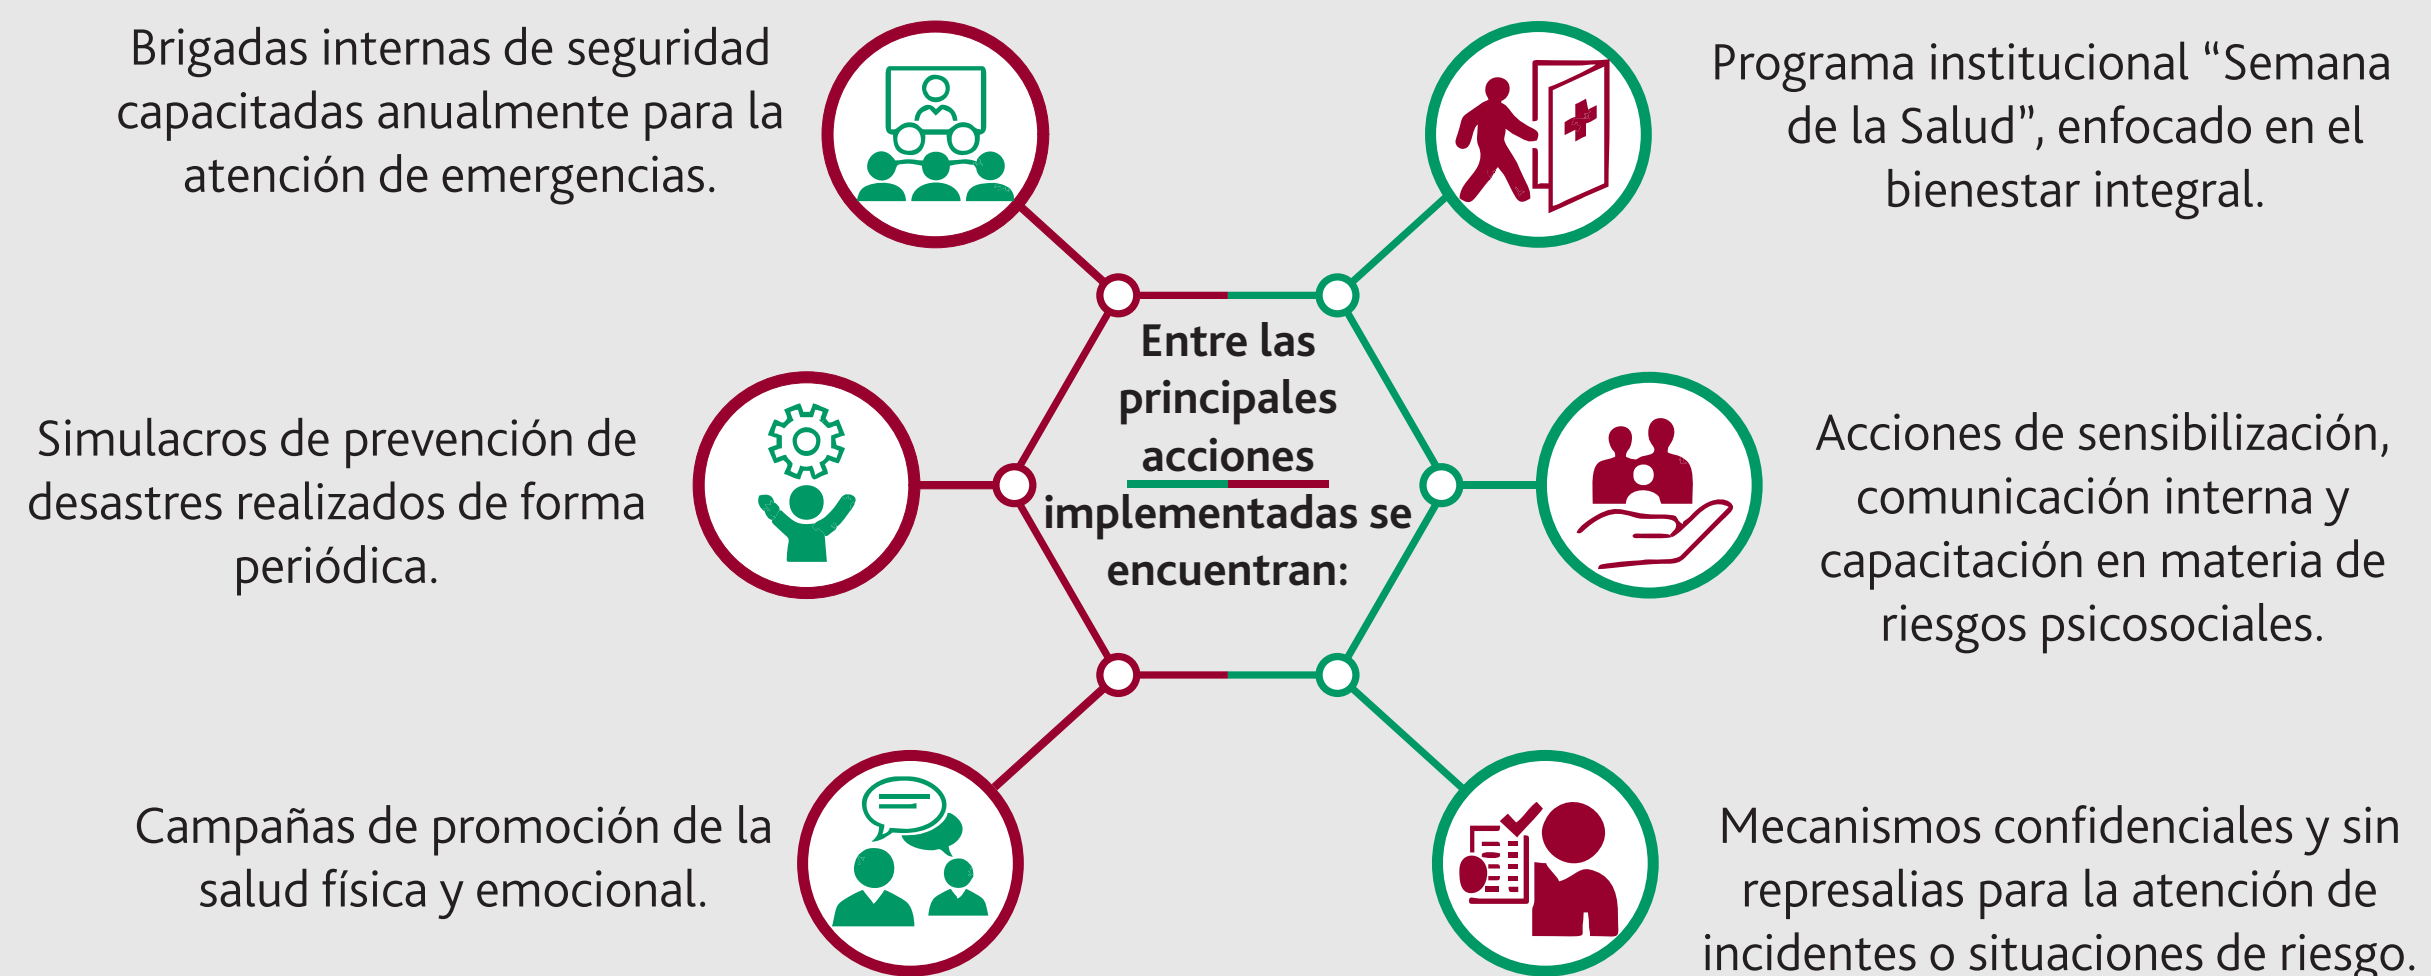 Brigadas internas de seguridad
capacitadas anualmente para la
atención de emergencias.
Programa institucional “Semana
de la Salud”, enfocado en el
bienestar integral.
Entre las
principales
acciones
implementadas se
encuentran:
Simulacros de prevención de
desastres realizados de forma
periódica.
Acciones de sensibilización,
comunicación interna y
capacitación en materia de
riesgos psicosociales.
Campañas de promoción de la
salud física y emocional.
Mecanismos confidenciales y sin
represalias para la atención de
incidentes o situaciones de riesgo.